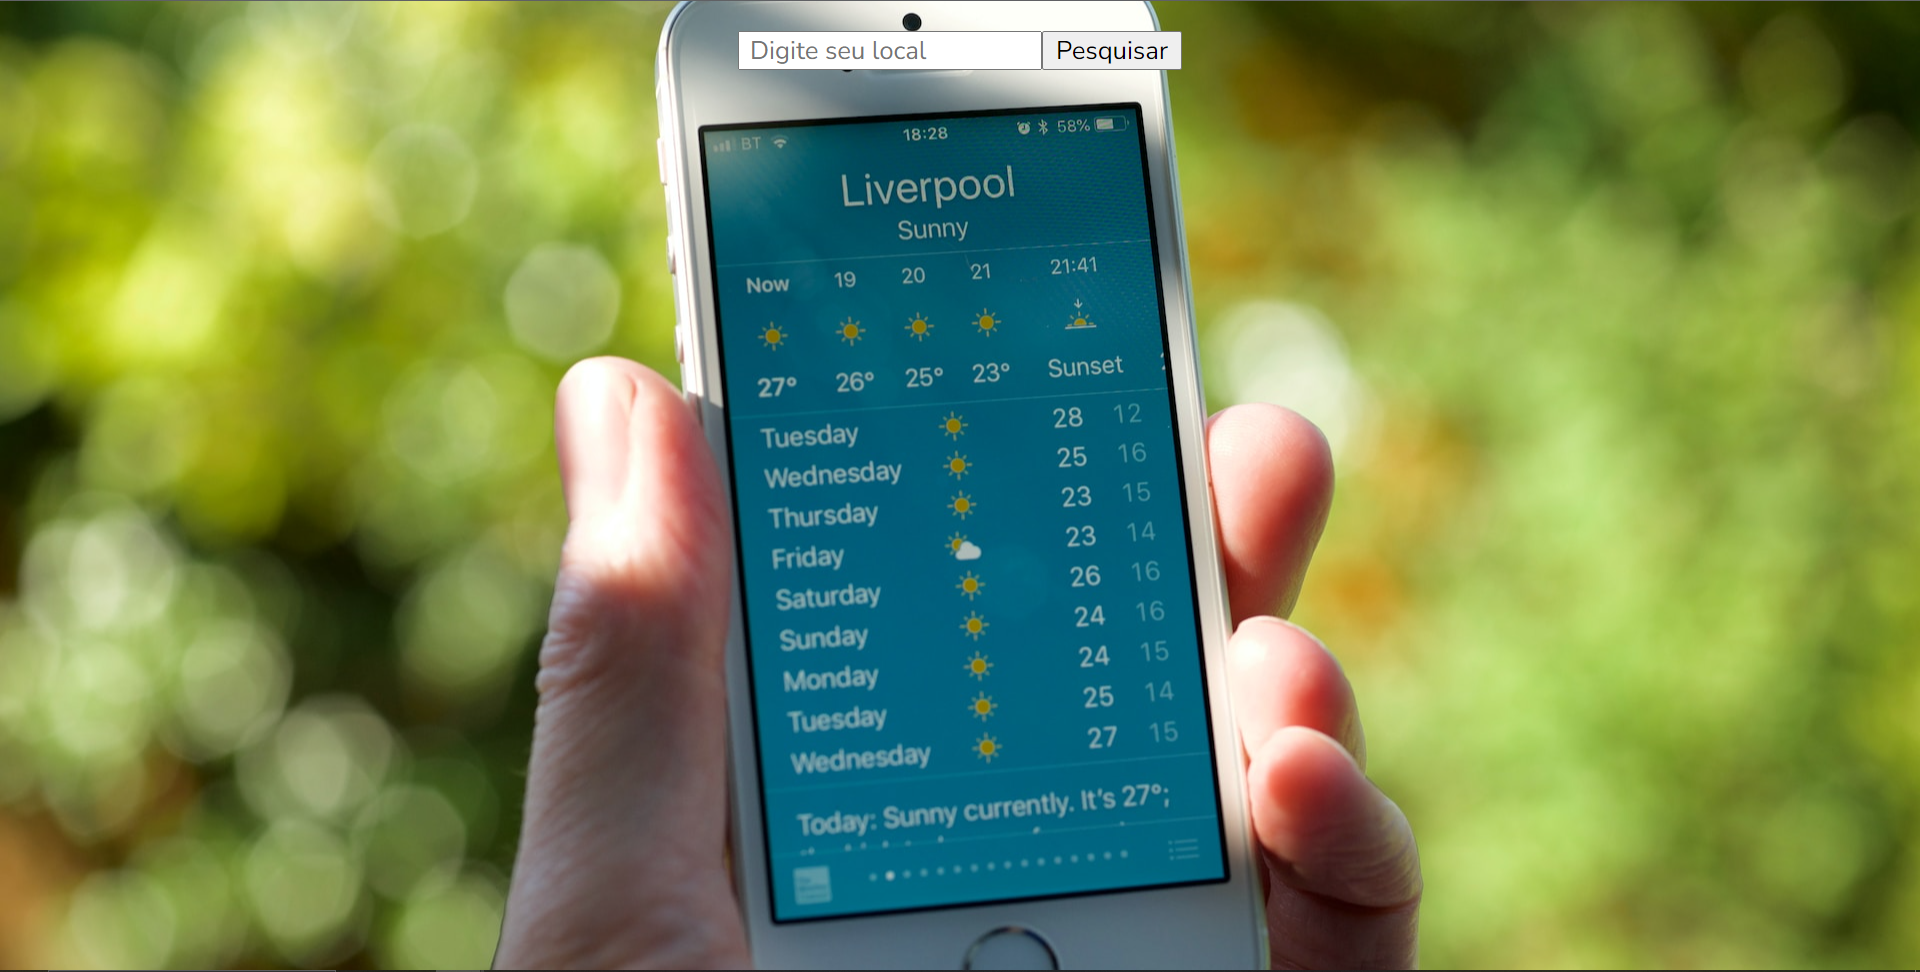 Digite seu local Pesquisar
BT 18:28 58%
Liverpool
Sunny
Now 19 20 21 21:41
27° 26° 25° 23° Sunset
Tuesday 28 12
Wednesday 25 16
Thursday 23 15
Friday 23 14
Saturday 26 16
Sunday 24 16
Monday 24 15
Tuesday 25 14
Wednesday 27 15
Today: Sunny currently. It's 27°;